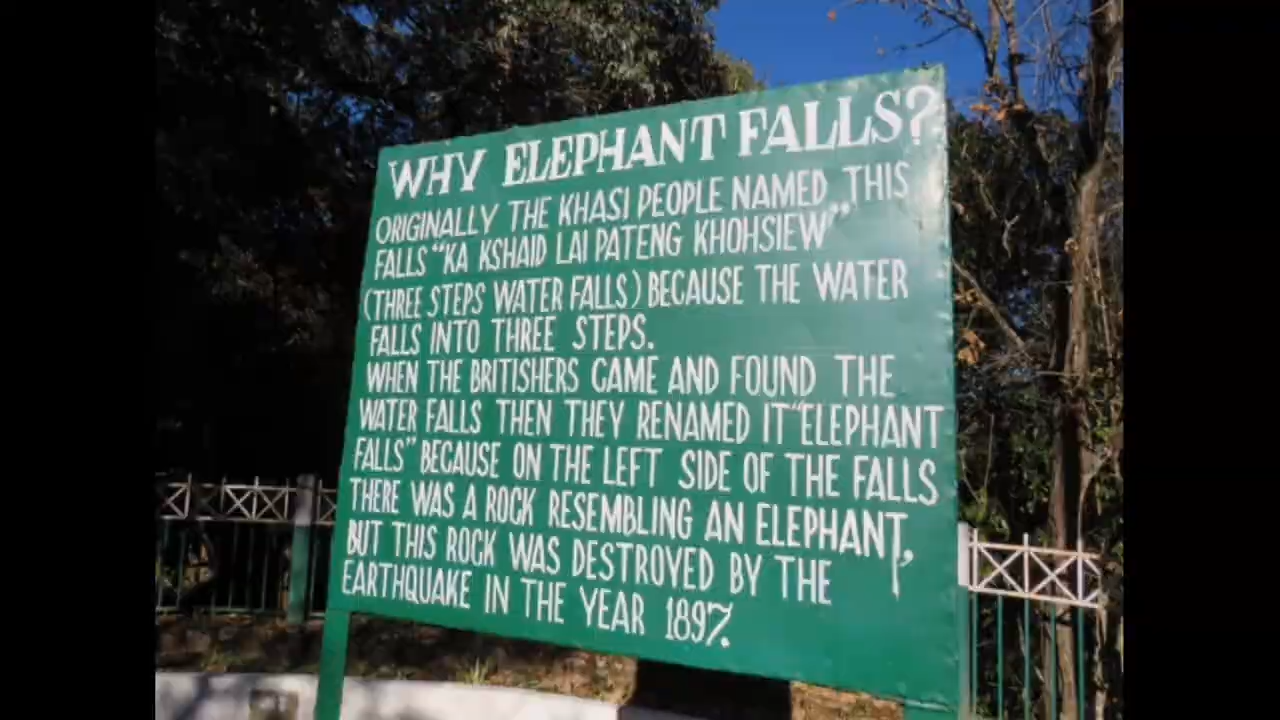 WHY ELEPHANT FALLS?
ORIGINALLY THE KHASI PEOPLE NAMED THIS
FALLS "KA KSHAID LAI PATENG KHOHSIEW"
(THREE STEPS WATER FALLS) BECAUSE THE WATER
FALLS INTO THREE STEPS.
WHEN THE BRITISHERS CAME AND FOUND THE
WATER FALLS THEN THEY RENAMED IT "ELEPHANT
FALLS" BECAUSE ON THE LEFT SIDE OF THE FALLS
THERE WAS A ROCK RESEMBLING AN ELEPHANT,
BUT THIS ROCK WAS DESTROYED BY THE
EARTHQUAKE IN THE YEAR 1897.